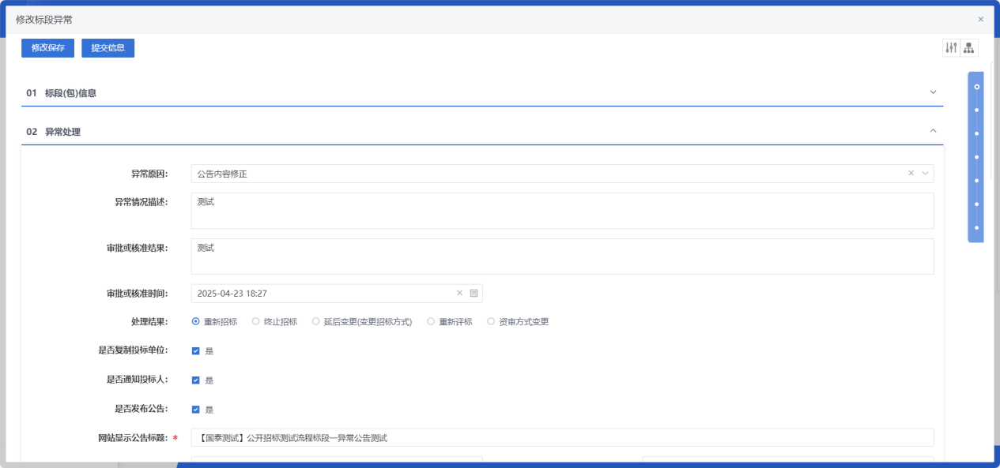 修改标段异常
修改保存 提交信息
01 标段(包)信息
02 异常处理
异常原因： 公告内容修正
异常情况描述： 测试
审批或核准结果： 测试
审批或核准时间： 2025-04-23 18:27
处理结果： 重新招标 终止招标 延后变更(变更招标方式) 重新评标 资审方式变更
是否复制投标单位： 是
是否通知投标人： 是
是否发布公告： 是
网站显示公告标题： * 【国泰测试】公开招标测试流程标段一异常公告测试